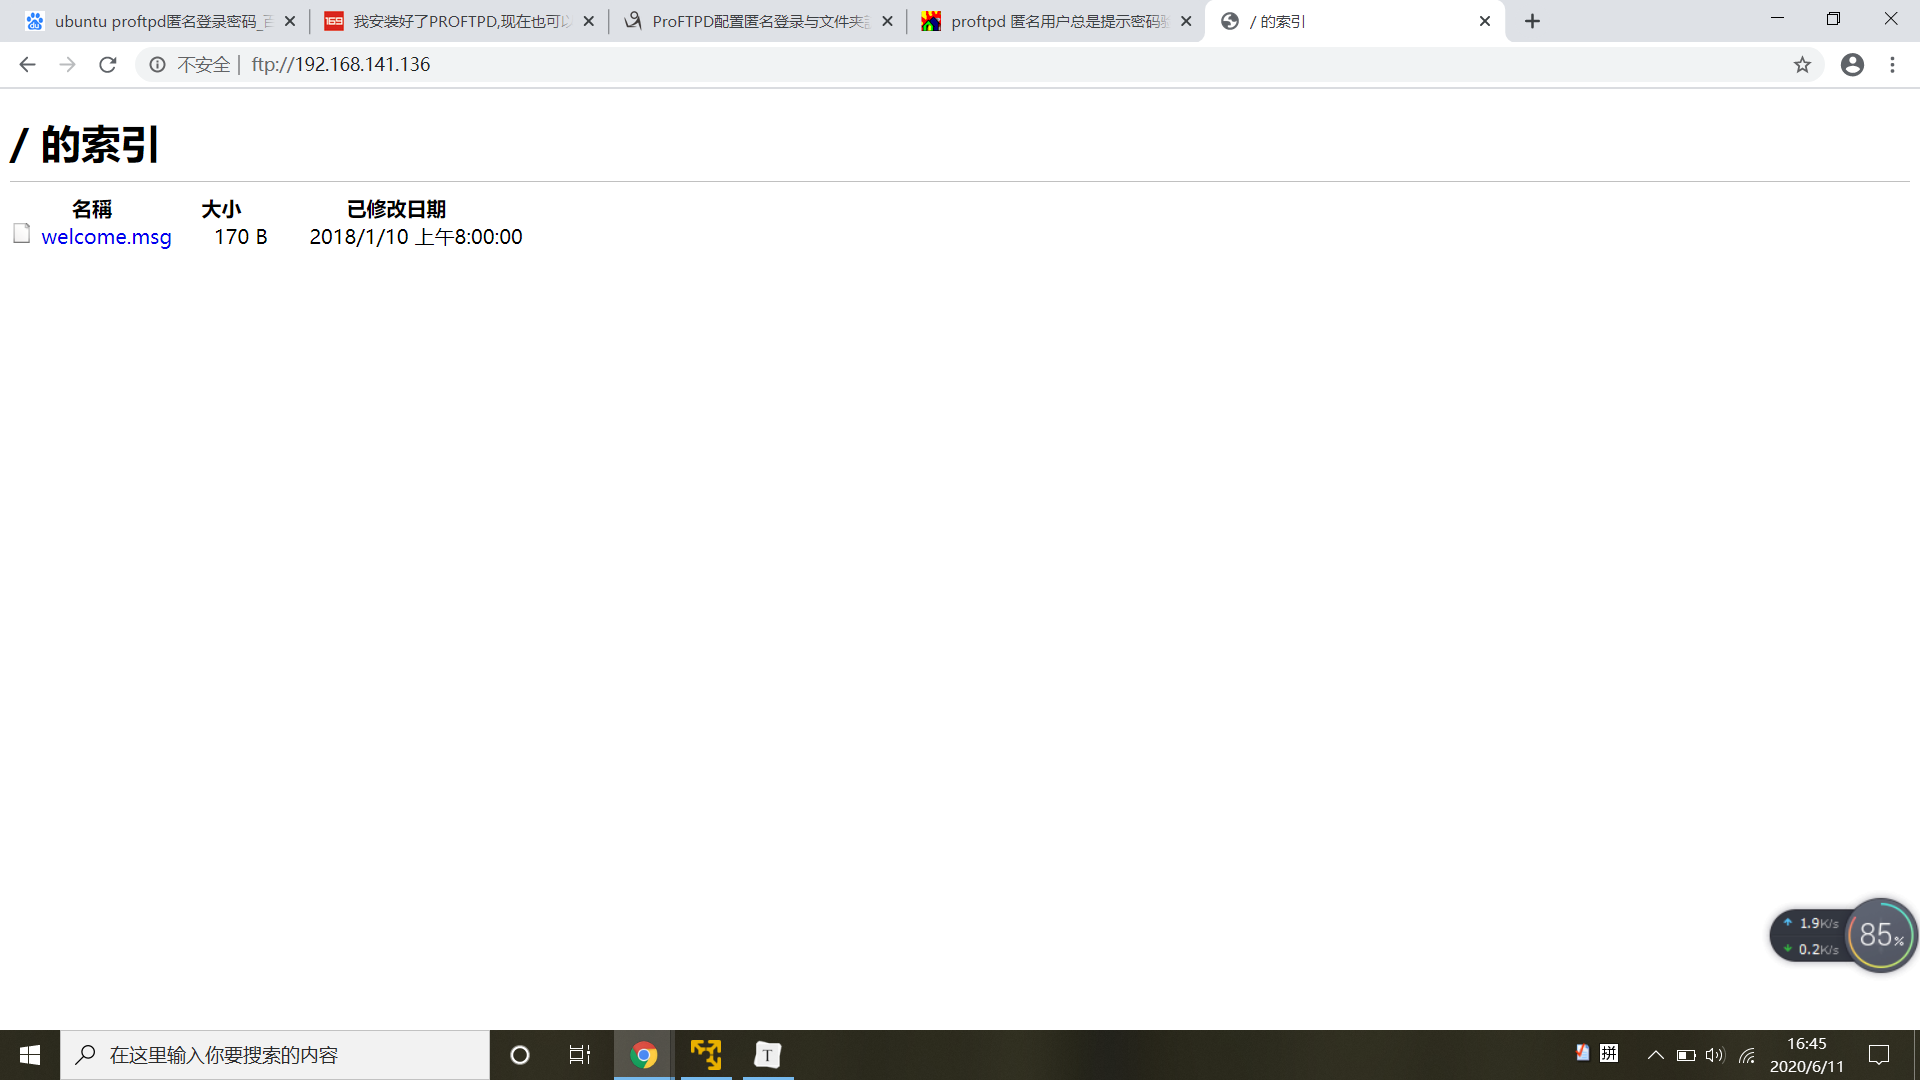 ubuntu proftpd匿名登录密码_百
我安装好了PROFTPD,现在也可以
ProFTPD配置匿名登录与文件夹
proftpd 匿名用户总是提示密码
/ 的索引
不安全 | ftp://192.168.141.136
/ 的索引
名稱 大小 已修改日期
welcome.msg 170 B 2018/1/10 上午8:00:00
1.9K/s
0.2K/s
85%
在这里输入你要搜索的内容
T
拼
16:45
2020/6/11